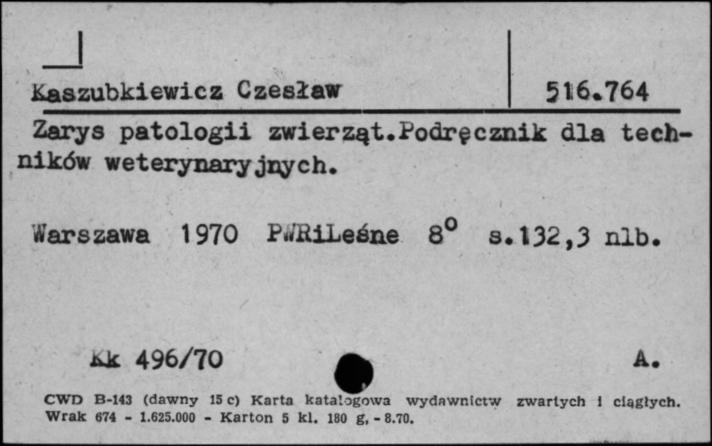 Kaszubkiewicz Czesław 516.764
Zarys patologii zwierząt.Podręcznik dla tech-
ników weterynaryjnych.
Warszawa 1970 PWRiLeśne 8° s.132,3 nlb.
Kk 496/70 A.
CWD B-143 (dawny 15 c) Karta katalogowa wydawnictw zwartych i ciągłych.
Wrak 674 - 1.625.000 - Karton 5 kl. 180 g, - 8.70.